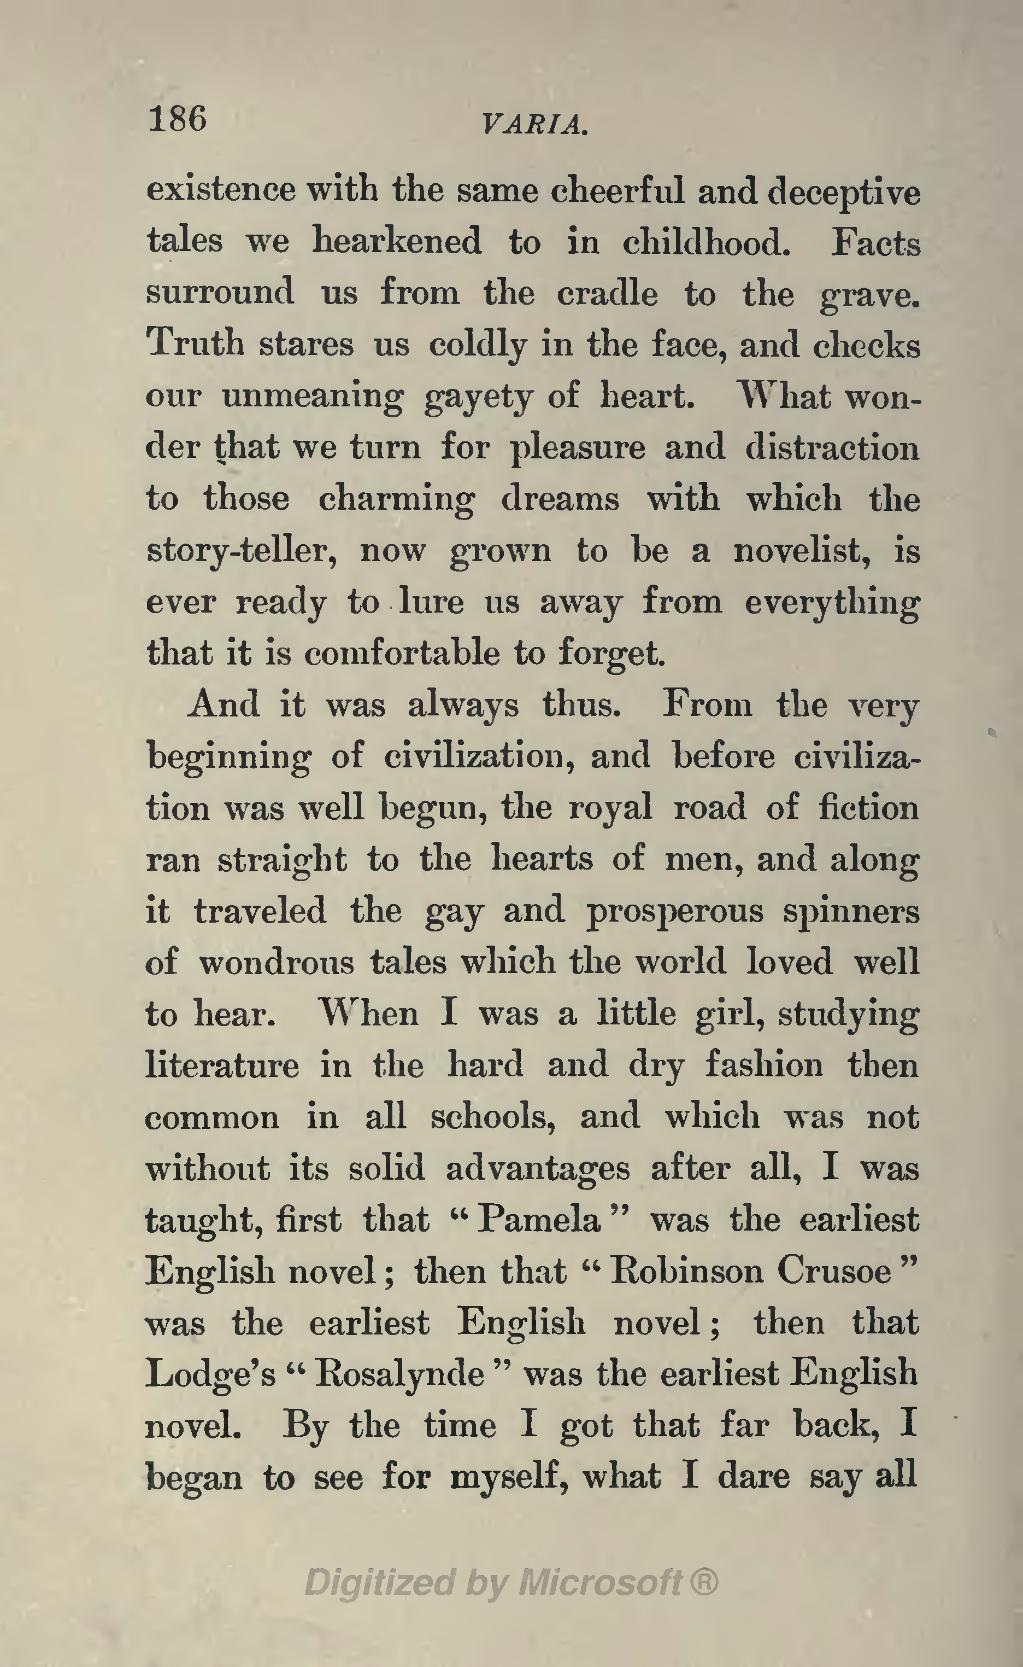 186
VARIA.
existence with the same cheerful and deceptive
tales we hearkened to in childhood. Facts
surround us from the cradle to the grave.
Truth stares us coldly in the face, and checks
our unmeaning gayety of heart. What won-
der that we turn for pleasure and distraction
to those charming dreams with which the
story-teller, now grown to be a novelist, is
ever ready to lure us away from everything
that it is comfortable to forget.
And it was always thus. From the very
beginning of civilization, and before civiliza-
tion was well begun, the royal road of fiction
ran straight to the hearts of men, and along
it traveled the gay and prosperous spinners
of wondrous tales which the world loved well
to hear. When I was a little girl, studying
literature in the hard and dry fashion then
common in all schools, and which was not
without its solid advantages after all, I was
taught, first that “ Pamela ” was the earliest
English novel ; then that “ Robinson Crusoe ”
was the earliest English novel ; then that
Lodge’s “ Rosalynde ” was the earliest English
novel. By the time I got that far back, I
began to see for myself, what I dare say all
Digitized by Microsoft ®